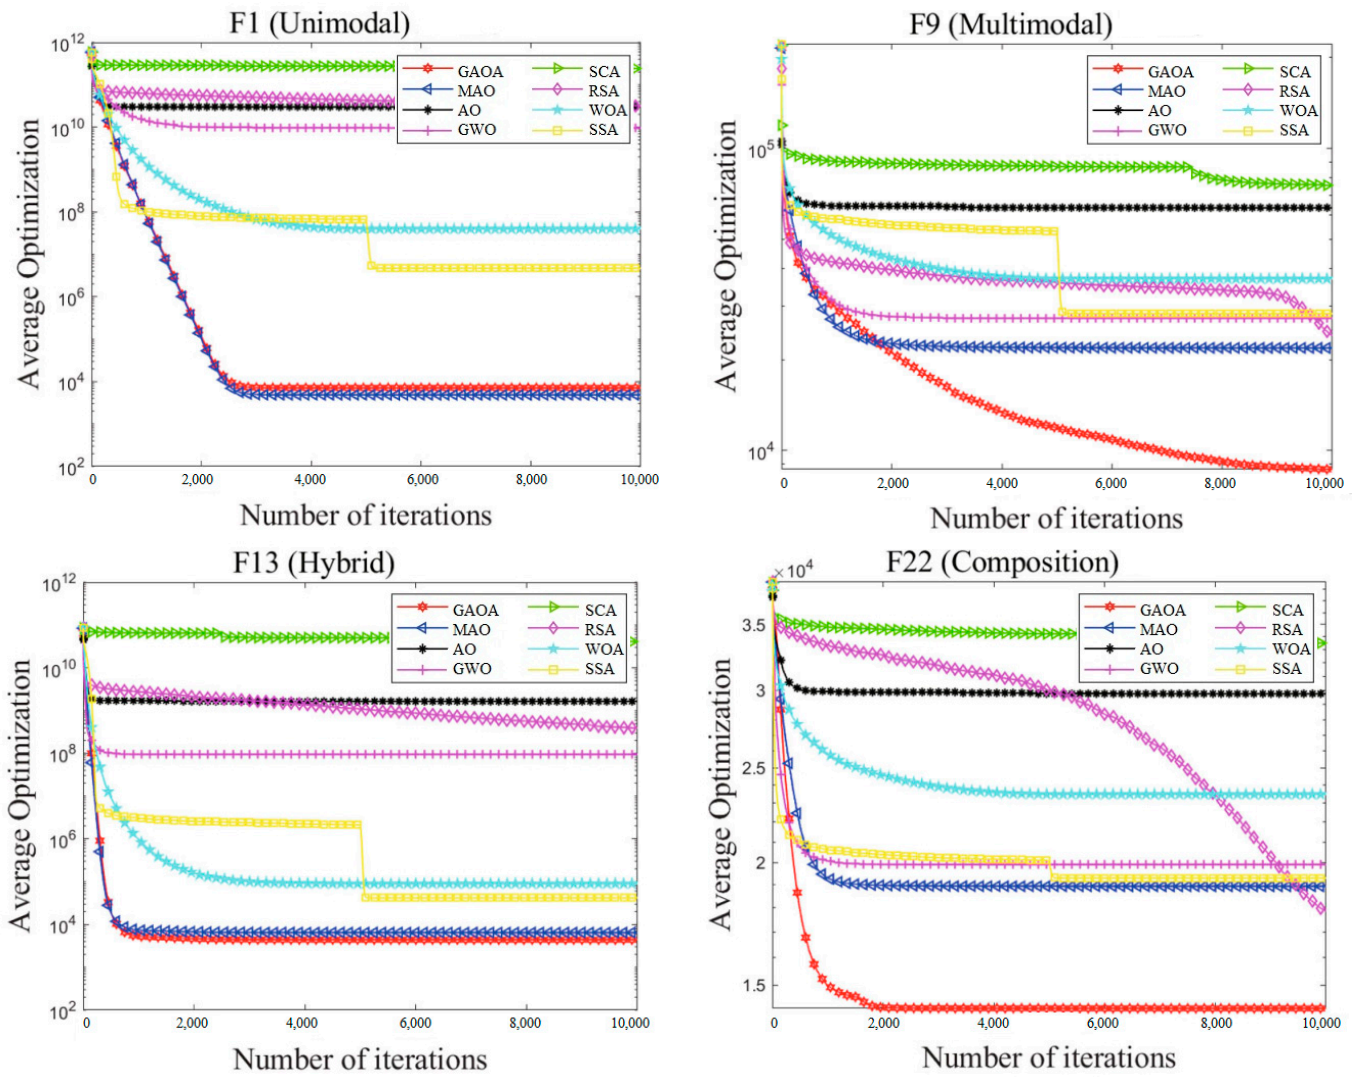 F1 (Unimodal)
10^12
10^10
10^8
10^6
10^4
10^2
Average Optimization
GAOA
MAO
AO
GWO
SCA
RSA
WOA
SSA
0 2,000 4,000 6,000 8,000 10,000
Number of iterations
F9 (Multimodal)
10^5
10^4
Average Optimization
GAOA
MAO
AO
GWO
SCA
RSA
WOA
SSA
0 2,000 4,000 6,000 8,000 10,000
Number of iterations
F13 (Hybrid)
10^12
10^10
10^8
10^6
10^4
10^2
Average Optimization
GAOA
MAO
AO
GWO
SCA
RSA
WOA
SSA
0 2,000 4,000 6,000 8,000 10,000
Number of iterations
F22 (Composition)
×10^4
3.5
3
2.5
2
1.5
Average Optimization
GAOA
MAO
AO
GWO
SCA
RSA
WOA
SSA
0 2,000 4,000 6,000 8,000 10,000
Number of iterations